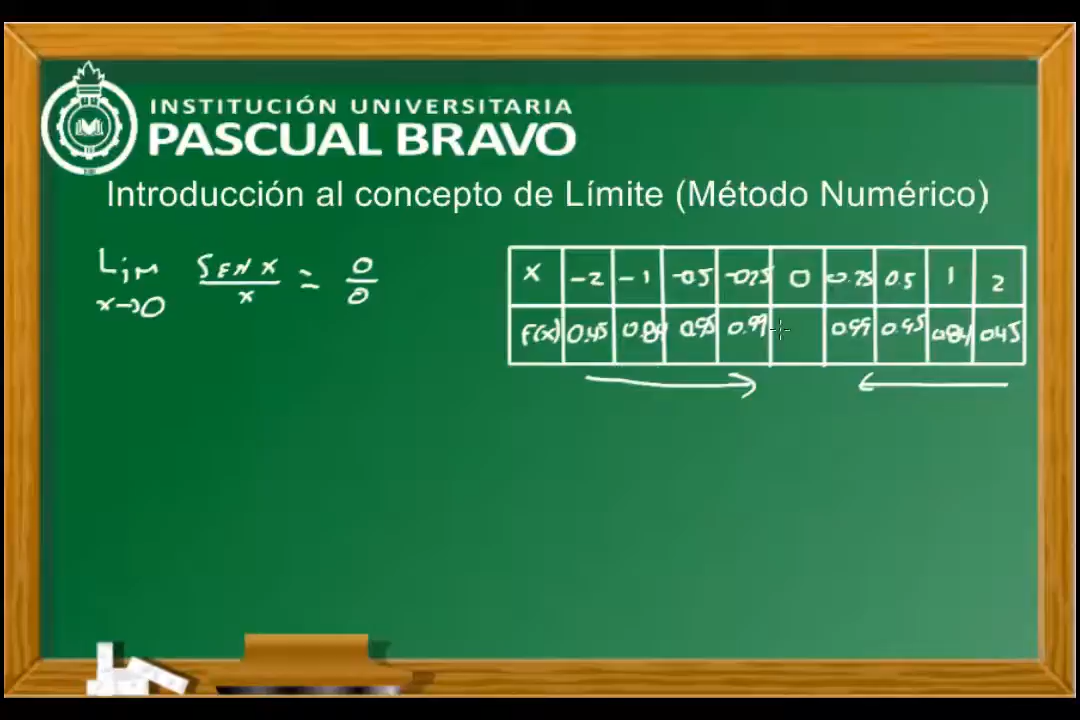 INSTITUCIÓN UNIVERSITARIA
PASCUAL BRAVO
Introducción al concepto de Límite (Método Numérico)
Lim x→0 SEN X / x = 0/0
X -2 -1 -0.5 -0.25 0 0.25 0.5 1 2
F(x) 0.45 0.84 0.95 0.99 0.99 0.95 0.84 0.45